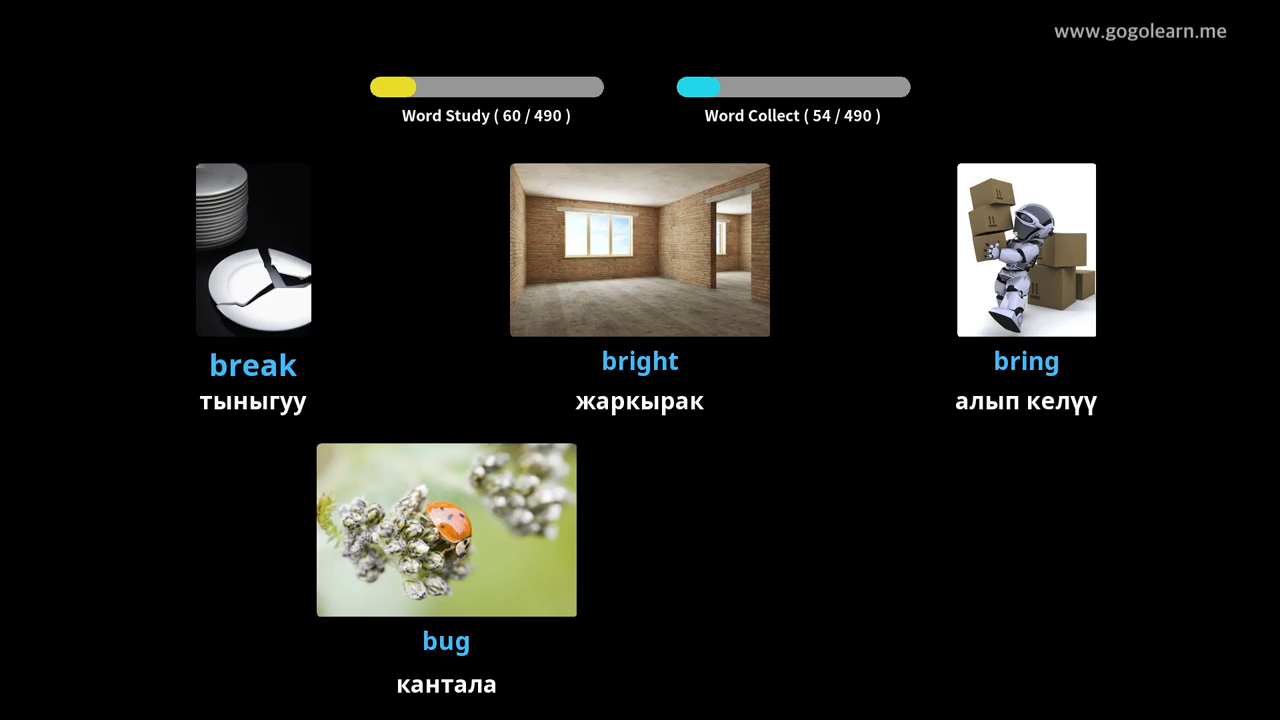 www.gogolearn.me
Word Study ( 60 / 490 )
Word Collect ( 54 / 490 )
break
тыныгуу
bright
жаркырак
bring
алып келүү
bug
кантала